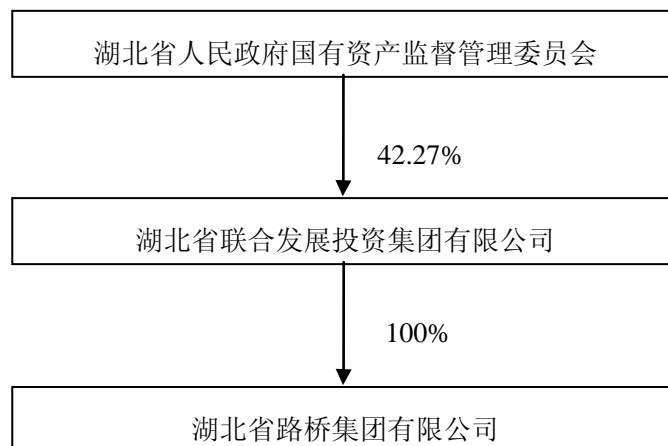 湖北省人民政府国有资产监督管理委员会
42.27%
湖北省联合发展投资集团有限公司
100%
湖北省路桥集团有限公司